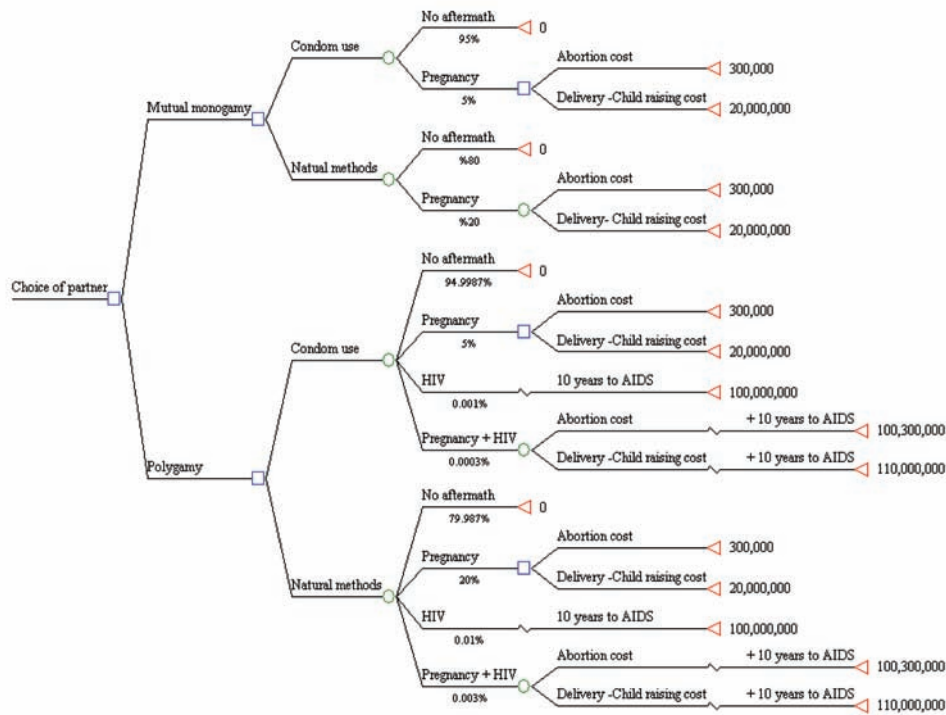 No aftermath
95%
0
Condom use
Pregnancy
5%
Abortion cost
300,000
Delivery -Child raising cost
20,000,000
Mutual monogamy
No aftermath
%80
0
Natual methods
Pregnancy
%20
Abortion cost
300,000
Delivery- Child raising cost
20,000,000
Choice of partner
No aftermath
94.9987%
0
Condom use
Pregnancy
5%
Abortion cost
300,000
Delivery -Child raising cost
20,000,000
HIV
0.001%
10 years to AIDS
100,000,000
Pregnancy + HIV
0.0003%
Abortion cost
+ 10 years to AIDS
100,300,000
Delivery -Child raising cost
+ 10 years to AIDS
110,000,000
Polygamy
No aftermath
79.987%
0
Natural methods
Pregnancy
20%
Abortion cost
300,000
Delivery -Child raising cost
20,000,000
HIV
0.01%
10 years to AIDS
100,000,000
Pregnancy + HIV
0.003%
Abortion cost
+ 10 years to AIDS
100,300,000
Delivery -Child raising cost
+ 10 years to AIDS
110,000,000